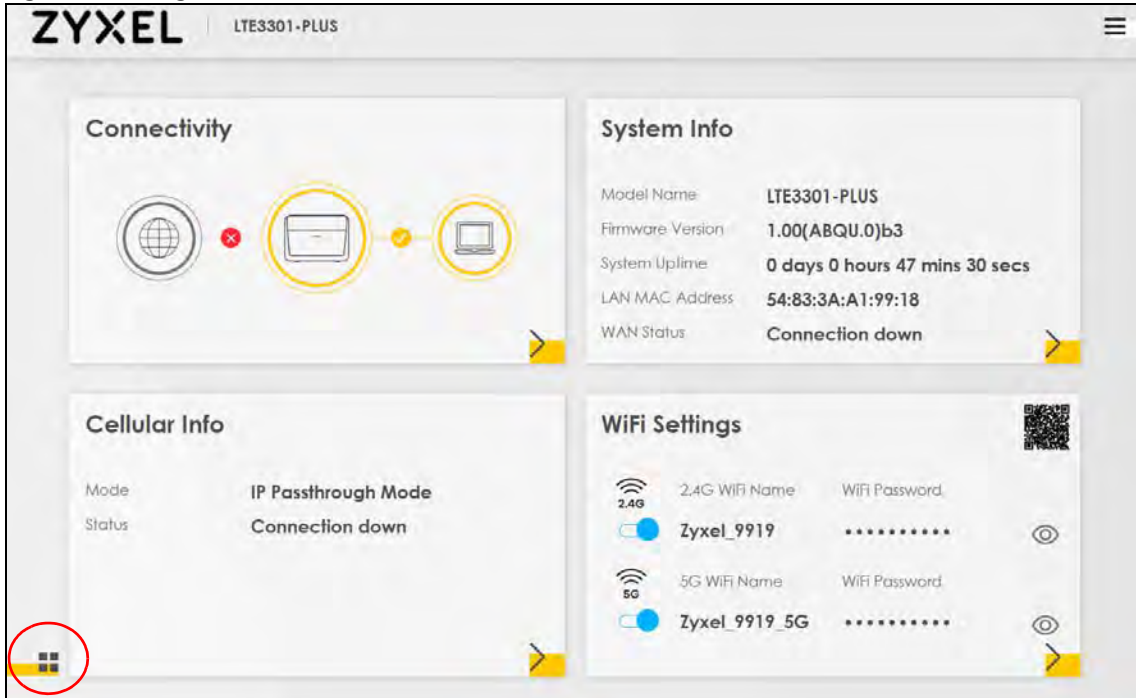 ZYXEL LTE3301-PLUS
Connectivity
System Info
Model Name LTE3301-PLUS
Firmware Version 1.00(ABQU.0)b3
System Uptime 0 days 0 hours 47 mins 30 secs
LAN MAC Address 54:83:3A:A1:99:18
WAN Status Connection down
Cellular Info
Mode IP Passthrough Mode
Status Connection down
WiFi Settings
2.4G
2.4G WiFi Name WiFi Password
Zyxel_9919 ••••••••••
5G
5G WiFi Name WiFi Password
Zyxel_9919_5G ••••••••••